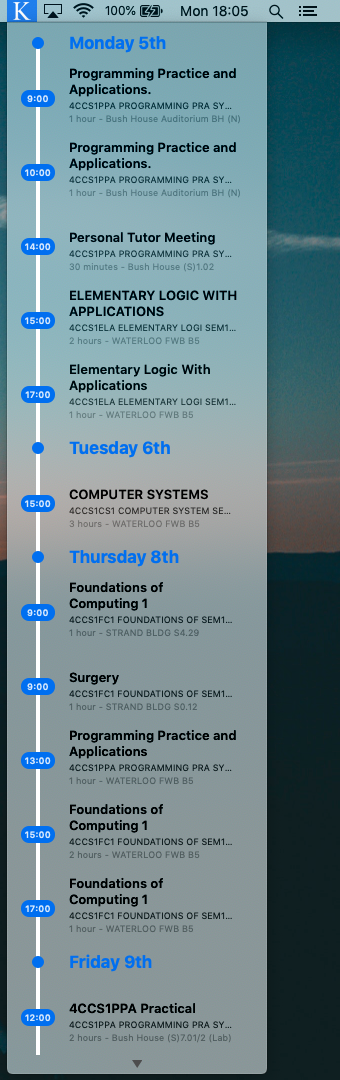 K 100% Mon 18:05
Monday 5th
Programming Practice and
Applications.
9:00
4CCS1PPA PROGRAMMING PRA SY...
1 hour - Bush House Auditorium BH (N)
Programming Practice and
Applications.
10:00
4CCS1PPA PROGRAMMING PRA SY...
1 hour - Bush House Auditorium BH (N)
Personal Tutor Meeting
14:00
4CCS1PPA PROGRAMMING PRA SY...
30 minutes - Bush House (S)1.02
ELEMENTARY LOGIC WITH
APPLICATIONS
15:00
4CCS1ELA ELEMENTARY LOGI SEM1...
2 hours - WATERLOO FWB B5
Elementary Logic With
Applications
17:00
4CCS1ELA ELEMENTARY LOGI SEM1...
1 hour - WATERLOO FWB B5
Tuesday 6th
COMPUTER SYSTEMS
15:00
4CCS1CS1 COMPUTER SYSTEM SE...
3 hours - WATERLOO FWB B5
Thursday 8th
Foundations of
Computing 1
9:00
4CCS1FC1 FOUNDATIONS OF SEM1...
1 hour - STRAND BLDG S4.29
Surgery
9:00
4CCS1FC1 FOUNDATIONS OF SEM1...
1 hour - STRAND BLDG S0.12
Programming Practice and
Applications
13:00
4CCS1PPA PROGRAMMING PRA SY...
1 hour - WATERLOO FWB B5
Foundations of
Computing 1
15:00
4CCS1FC1 FOUNDATIONS OF SEM1...
2 hours - WATERLOO FWB B5
Foundations of
Computing 1
17:00
4CCS1FC1 FOUNDATIONS OF SEM1...
1 hour - WATERLOO FWB B5
Friday 9th
4CCS1PPA Practical
12:00
4CCS1PPA PROGRAMMING PRA SY...
2 hours - Bush House (S)7.01/2 (Lab)